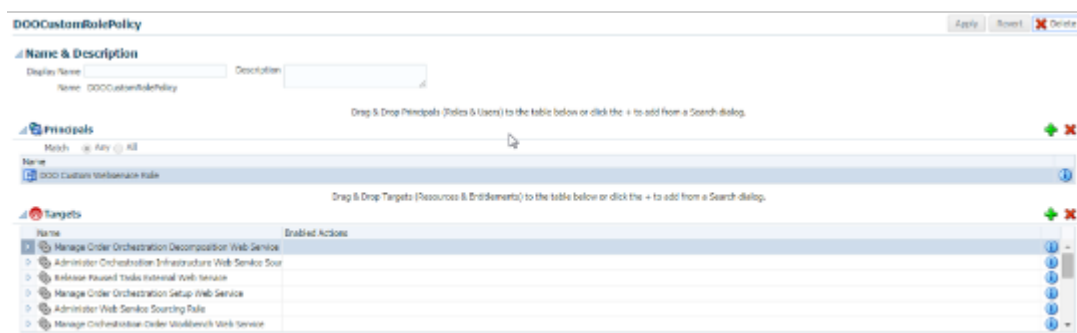 DOOCustomRolePolicy
Apply Revert Delete
Name & Description
Display Name Description
Name DOOCustomRolePolicy
Drag & Drop Principals (Roles & Users) to the table below or click the + to add from a Search dialog.
Principals
Match Any All
Name
DOO Custom Webservice Role
Drag & Drop Targets (Resources & Entitlements) to the table below or click the + to add from a Search dialog.
Targets
Name Enabled Actions
Manage Order Orchestration Decomposition Web Service
Administer Orchestration Infrastructure Web Service Sour
Release Paused Tasks External Web Service
Manage Order Orchestration Setup Web Service
Administer Web Service Sourcing Rule
Manage Orchestration Order Workbench Web Service